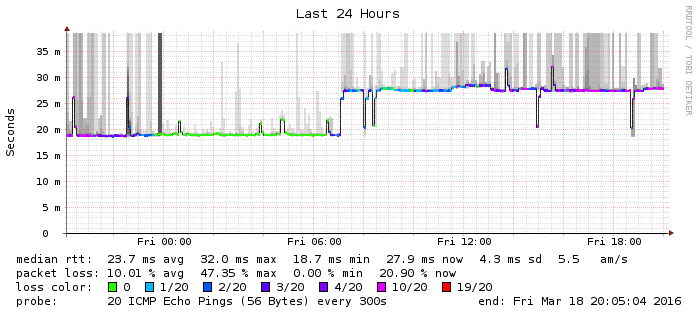 Last 24 Hours
RRDTOOL / TOBI OETIKER
Seconds
35 m
30 m
25 m
20 m
15 m
10 m
5 m
0
Fri 00:00 Fri 06:00 Fri 12:00 Fri 18:00
median rtt: 23.7 ms avg 32.0 ms max 18.7 ms min 27.9 ms now 4.3 ms sd 5.5 am/s
packet loss: 10.01 % avg 47.35 % max 0.00 % min 20.90 % now
loss color: 0 1/20 2/20 3/20 4/20 10/20 19/20
probe: 20 ICMP Echo Pings (56 Bytes) every 300s end: Fri Mar 18 20:05:04 2016